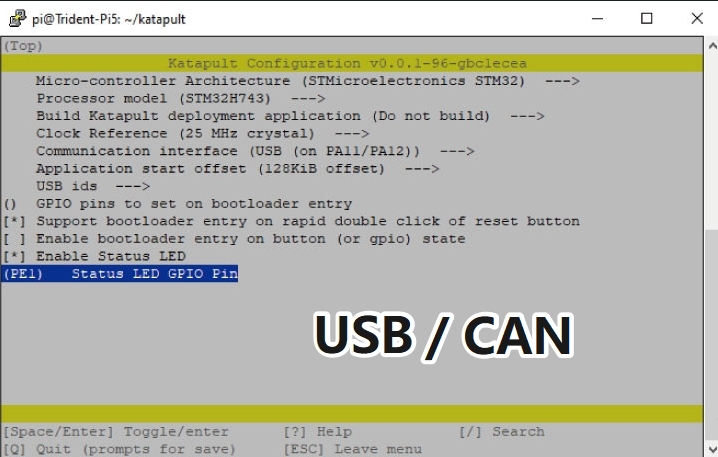 pi@Trident-Pi5: ~/katapult
(Top)
Katapult Configuration v0.0.1-96-gbc1ecea
Micro-controller Architecture (STMicroelectronics STM32)  --->
Processor model (STM32H743)  --->
Build Katapult deployment application (Do not build)  --->
Clock Reference (25 MHz crystal)  --->
Communication interface (USB (on PA11/PA12))  --->
Application start offset (128KiB offset)  --->
USB ids  --->
()  GPIO pins to set on bootloader entry
[*] Support bootloader entry on rapid double click of reset button
[ ] Enable bootloader entry on button (or gpio) state
[*] Enable Status LED
(PE1)   Status LED GPIO Pin
USB / CAN
[Space/Enter] Toggle/enter     [?] Help     [/] Search
[Q] Quit (prompts for save)     [ESC] Leave menu